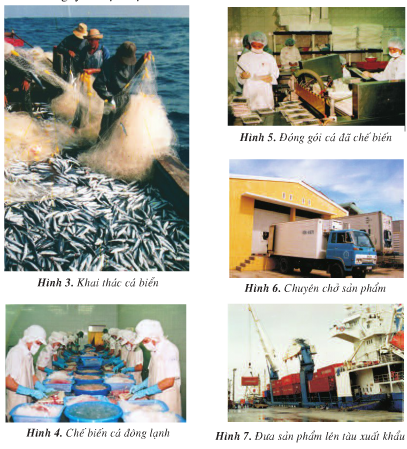 Hình 3. Khai thác cá biển
Hình 4. Chế biến cá đông lạnh
Hình 5. Đóng gói cá đã chế biến
Hình 6. Chuyên chở sản phẩm
Hình 7. Đưa sản phẩm lên tàu xuất khẩu